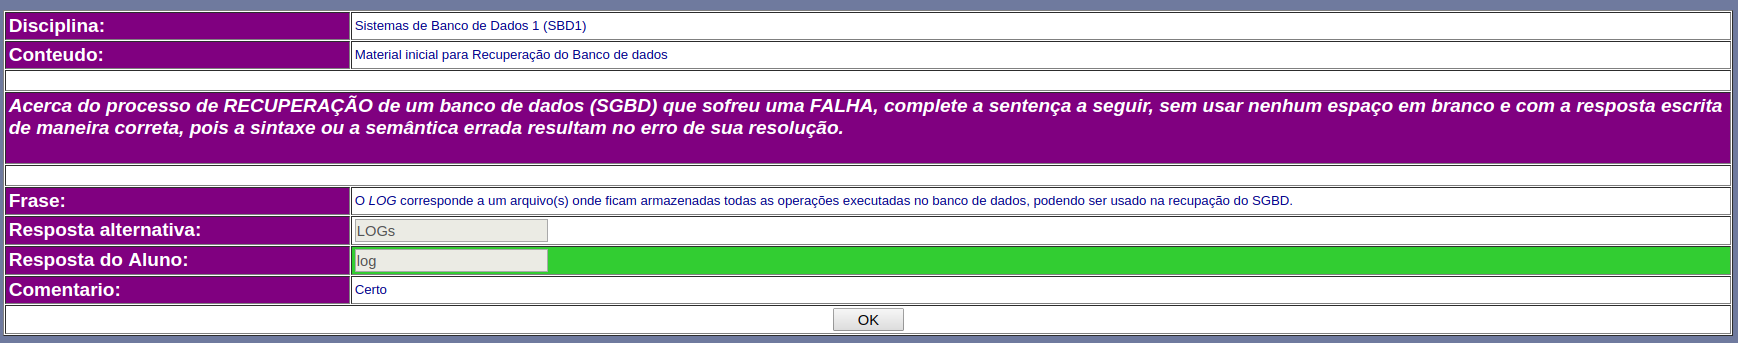 Disciplina: Sistemas de Banco de Dados 1 (SBD1)
Conteudo: Material inicial para Recuperação do Banco de dados
Acerca do processo de RECUPERAÇÃO de um banco de dados (SGBD) que sofreu uma FALHA, complete a sentença a seguir, sem usar nenhum espaço em branco e com a resposta escrita
de maneira correta, pois a sintaxe ou a semântica errada resultam no erro de sua resolução.
Frase: O LOG corresponde a um arquivo(s) onde ficam armazenadas todas as operações executadas no banco de dados, podendo ser usado na recupação do SGBD.
Resposta alternativa: LOGs
Resposta do Aluno: log
Comentario: Certo
OK